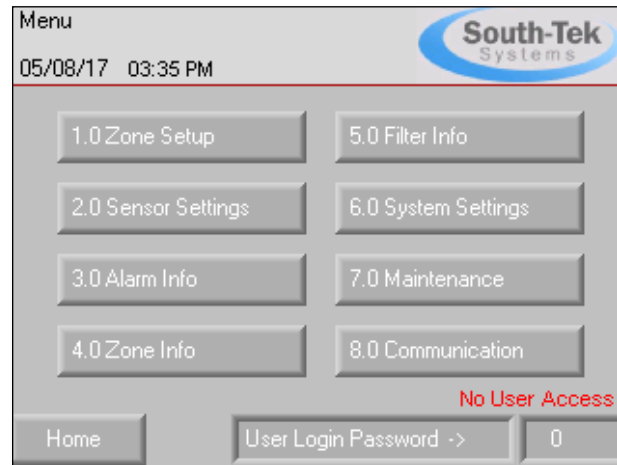 Menu
South-Tek
Systems
05/08/17 03:35 PM
1.0 Zone Setup
5.0 Filter Info
2.0 Sensor Settings
6.0 System Settings
3.0 Alarm Info
7.0 Maintenance
4.0 Zone Info
8.0 Communication
No User Access
Home
User Login Password ->
0